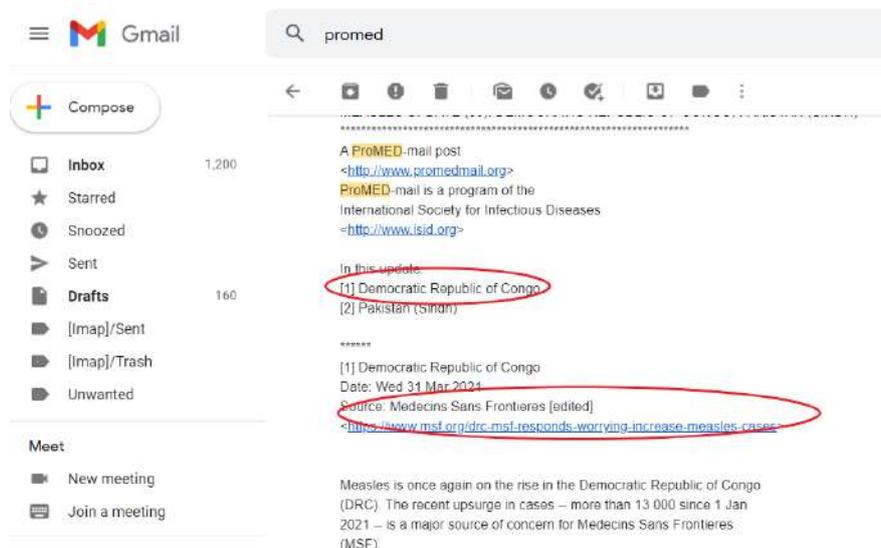 Gmail
promed
Compose
Inbox 1,200
Starred
Snoozed
Sent
Drafts 160
[Imap]/Sent
[Imap]/Trash
Unwanted
Meet
New meeting
Join a meeting
**********************************************************************
A ProMED-mail post
<http://www.promedmail.org>
ProMED-mail is a program of the
International Society for Infectious Diseases
<http://www.isid.org>
In this update:
[1] Democratic Republic of Congo
[2] Pakistan (Sindh)
******
[1] Democratic Republic of Congo
Date: Wed 31 Mar 2021
Source: Medecins Sans Frontieres [edited]
<https://www.msf.org/drc-msf-responds-worrying-increase-measles-cases>
Measles is once again on the rise in the Democratic Republic of Congo
(DRC). The recent upsurge in cases -- more than 13 000 since 1 Jan
2021 -- is a major source of concern for Medecins Sans Frontieres
(MSF).